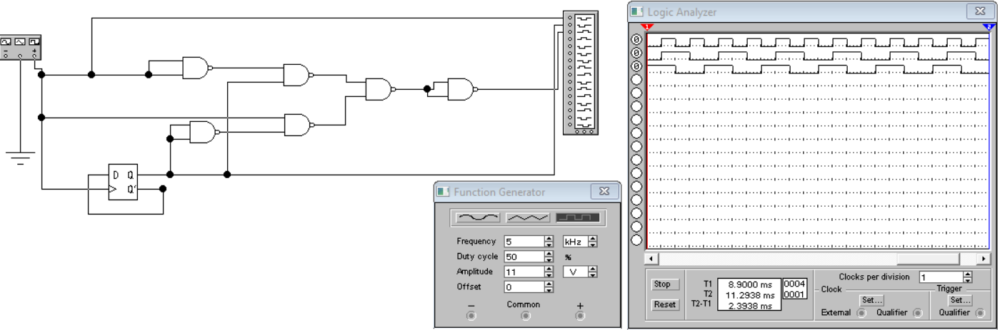 Logic Analyzer
1
2
0
0
0
D Q
Q'
Function Generator
Frequency 5 kHz
Duty cycle 50 %
Amplitude 11 V
Offset 0
− Common +
Clocks per division 1
Stop
Reset
T1 8.9000 ms 0004
T2 11.2938 ms 0001
T2-T1 2.3938 ms
Clock
Set...
External Qualifier
Trigger
Set...
Qualifier